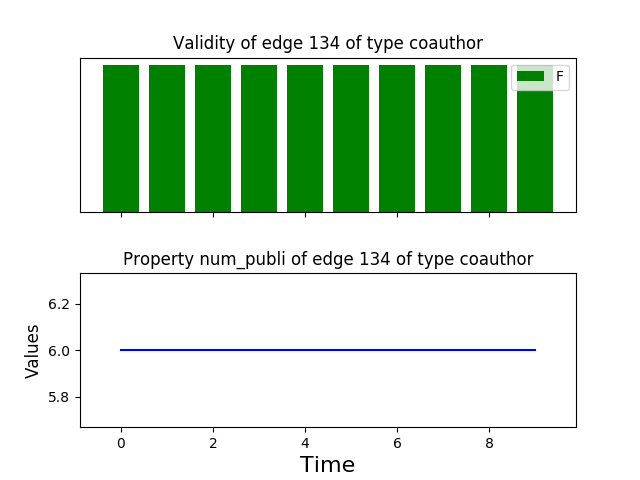 Validity of edge 134 of type coauthor
F
Property num_publi of edge 134 of type coauthor
6.2
6.0
5.8
Values
0 2 4 6 8
Time